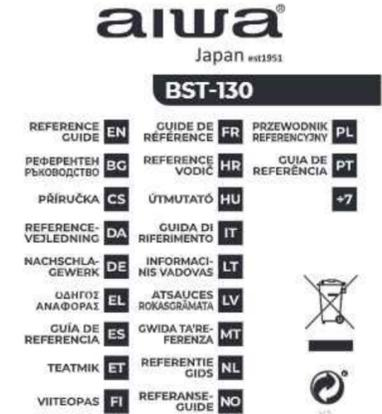 aiwa®
Japan est1951
BST-130
REFERENCE GUIDE EN
РЕФЕРЕНТЕН РЪКОВОДСТВО BG
PŘÍRUČKA CS
REFERENCE-
VEJLEDNING DA
NACHSCHLA-
GEWERK DE
ΟΔΗΓΟΣ
ΑΝΑΦΟΡΑΣ EL
GUÍA DE
REFERENCIA ES
TEATMIK ET
VIITEOPAS FI
GUIDE DE
RÉFÉRENCE FR
REFERENCE
VODIČ HR
ÚTMUTATÓ HU
GUIDA DI
RIFERIMENTO IT
INFORMACI-
NIS VADOVAS LT
ATSAUCES
ROKASGRĀMATA LV
GWIDA TA'RE-
FERENZA MT
REFERENTIE
GIDS NL
REFERANSE-
GUIDE NO
PRZEWODNIK
REFERENCYJNY PL
GUIA DE
REFERÊNCIA PT
+7